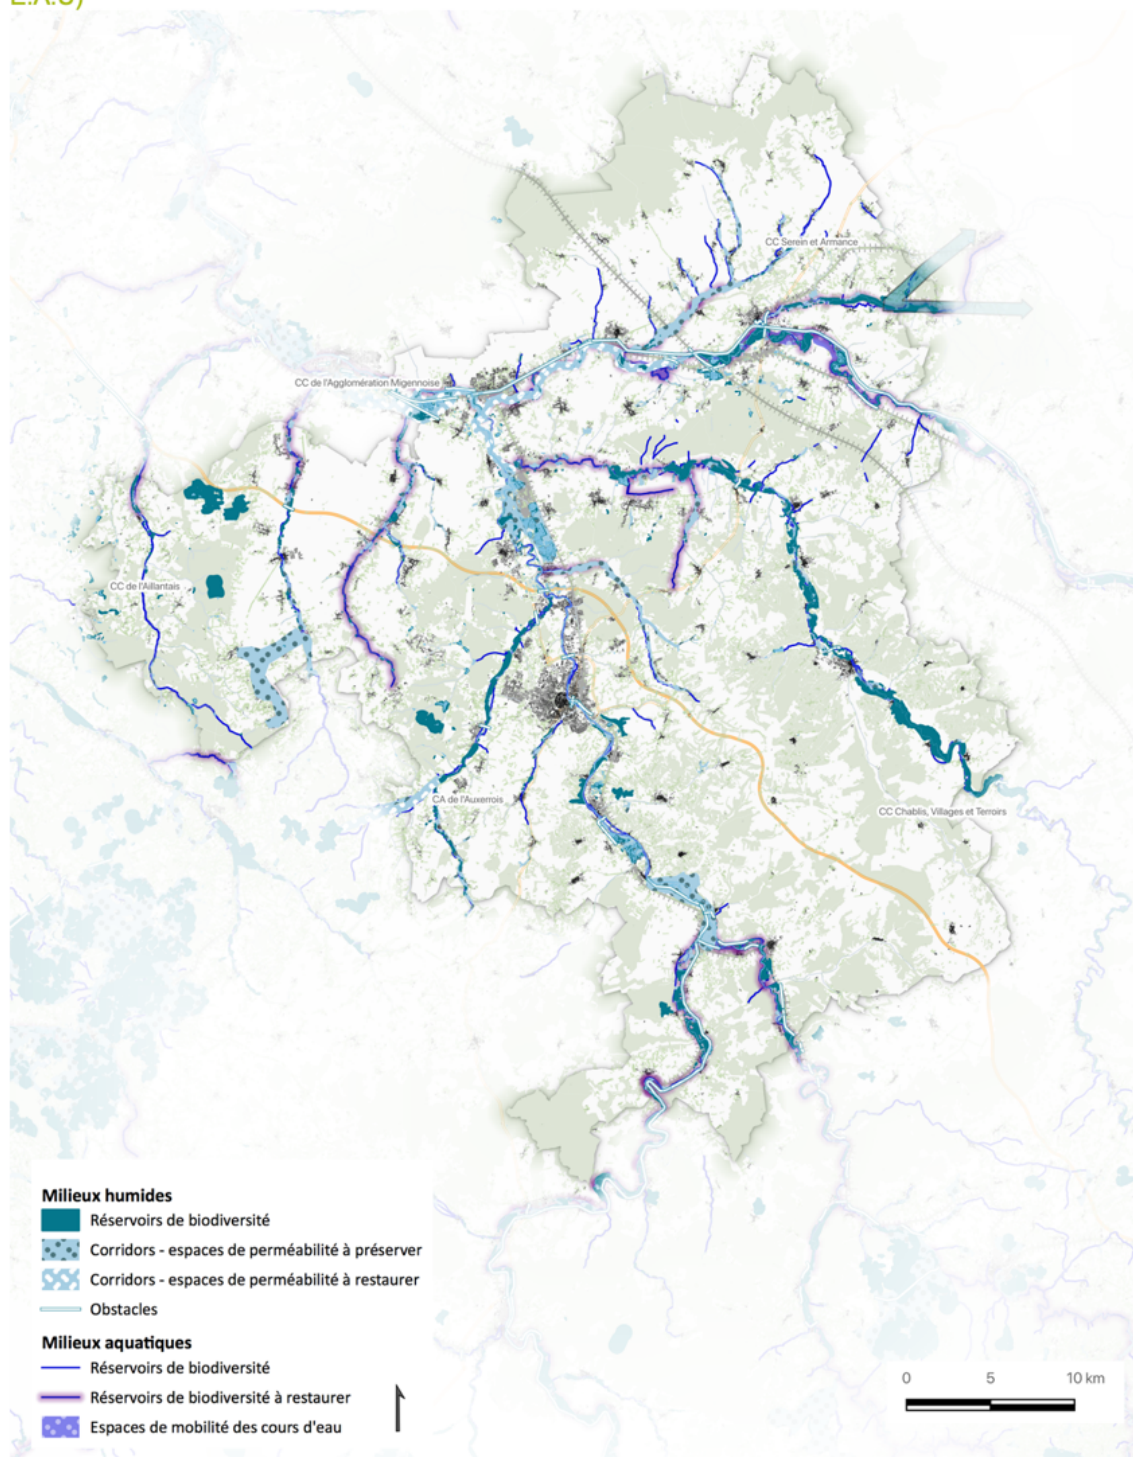 E.A.U)
CC Serein et Armance
CC de l'Agglomération Migennoise
CC de l'Aillantais
CA de l'Auxerrois
CC Chablis, Villages et Terroirs
Milieux humides
Réservoirs de biodiversité
Corridors - espaces de perméabilité à préserver
Corridors - espaces de perméabilité à restaurer
Obstacles
Milieux aquatiques
Réservoirs de biodiversité
Réservoirs de biodiversité à restaurer
Espaces de mobilité des cours d'eau
0 5 10 km